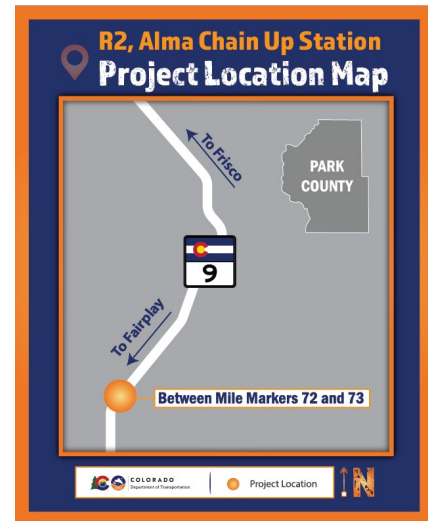 R2, Alma Chain Up Station
Project Location Map
To Frisco
PARK
COUNTY
9
To Fairplay
Between Mile Markers 72 and 73
COLORADO
Department of Transportation
Project Location
N